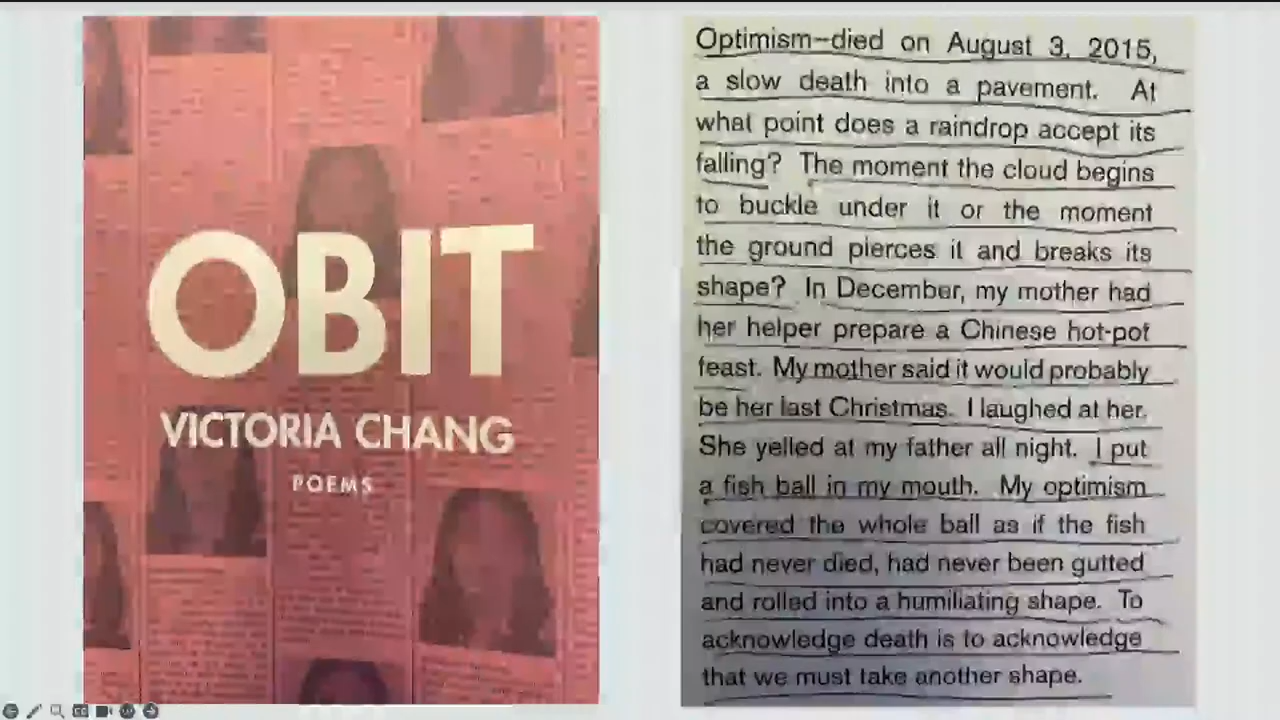 OBIT
VICTORIA CHANG
POEMS
Optimism—died on August 3, 2015,
a slow death into a pavement. At
what point does a raindrop accept its
falling? The moment the cloud begins
to buckle under it or the moment
the ground pierces it and breaks its
shape? In December, my mother had
her helper prepare a Chinese hot-pot
feast. My mother said it would probably
be her last Christmas. I laughed at her.
She yelled at my father all night. I put
a fish ball in my mouth. My optimism
covered the whole ball as if the fish
had never died, had never been gutted
and rolled into a humiliating shape. To
acknowledge death is to acknowledge
that we must take another shape.